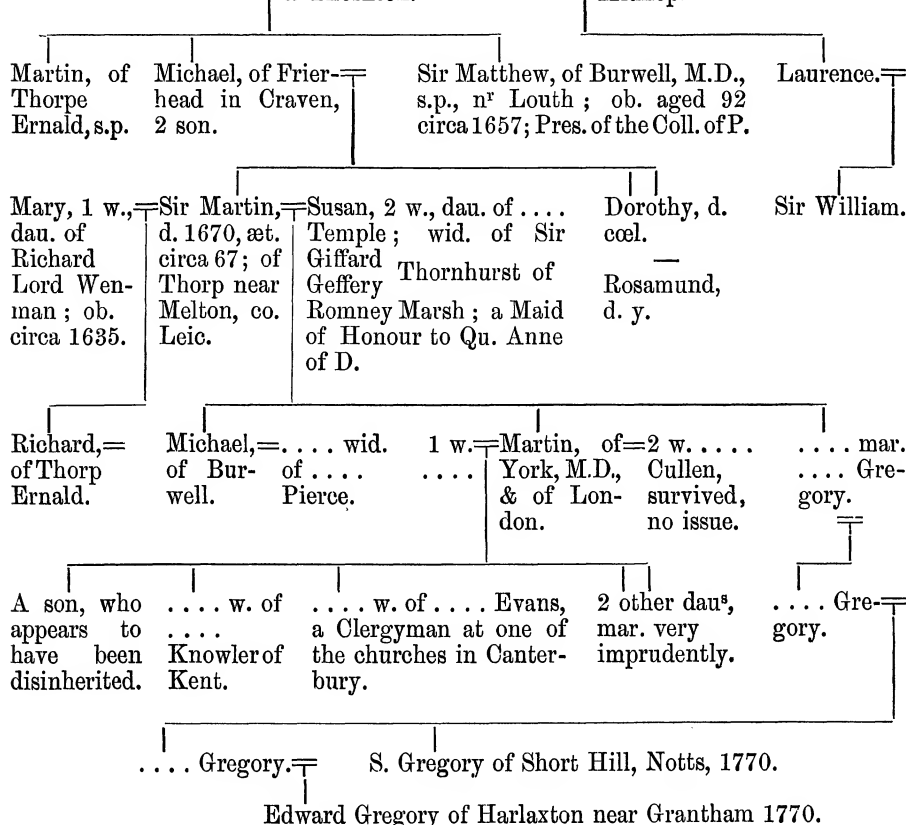 Martin, of
Thorpe
Ernald, s.p.
Michael, of Frier-
head in Craven,
2 son.
Sir Matthew, of Burwell, M.D.,
s.p., nʳ Louth ; ob. aged 92
circa 1657; Pres. of the Coll. of P.
Laurence.
Mary, 1 w.,
dau. of
Richard
Lord Wen-
man ; ob.
circa 1635.
Sir Martin,
d. 1670, æt.
circa 67; of
Thorp near
Melton, co.
Leic.
Susan, 2 w., dau. of ....
Temple ; wid. of Sir
Giffard
Geffery Thornhurst of
Romney Marsh ; a Maid
of Honour to Qu. Anne
of D.
Dorothy, d.
cœl.
—
Rosamund,
d. y.
Sir William.
Richard,=
of Thorp
Ernald.
Michael,=.... wid.
of Bur- of ....
well. Pierce.
1 w.
....
Martin, of=2 w.....
York, M.D., Cullen,
& of Lon- survived,
don. no issue.
.... mar.
.... Gre-
gory.
A son, who
appears to
have been
disinherited.
.... w. of
....
Knowler of
Kent.
.... w. of .... Evans,
a Clergyman at one of
the churches in Canter-
bury.
2 other dauˢ,
mar. very
imprudently.
.... Gre-
gory.
.... Gregory.
S. Gregory of Short Hill, Notts, 1770.
Edward Gregory of Harlaxton near Grantham 1770.